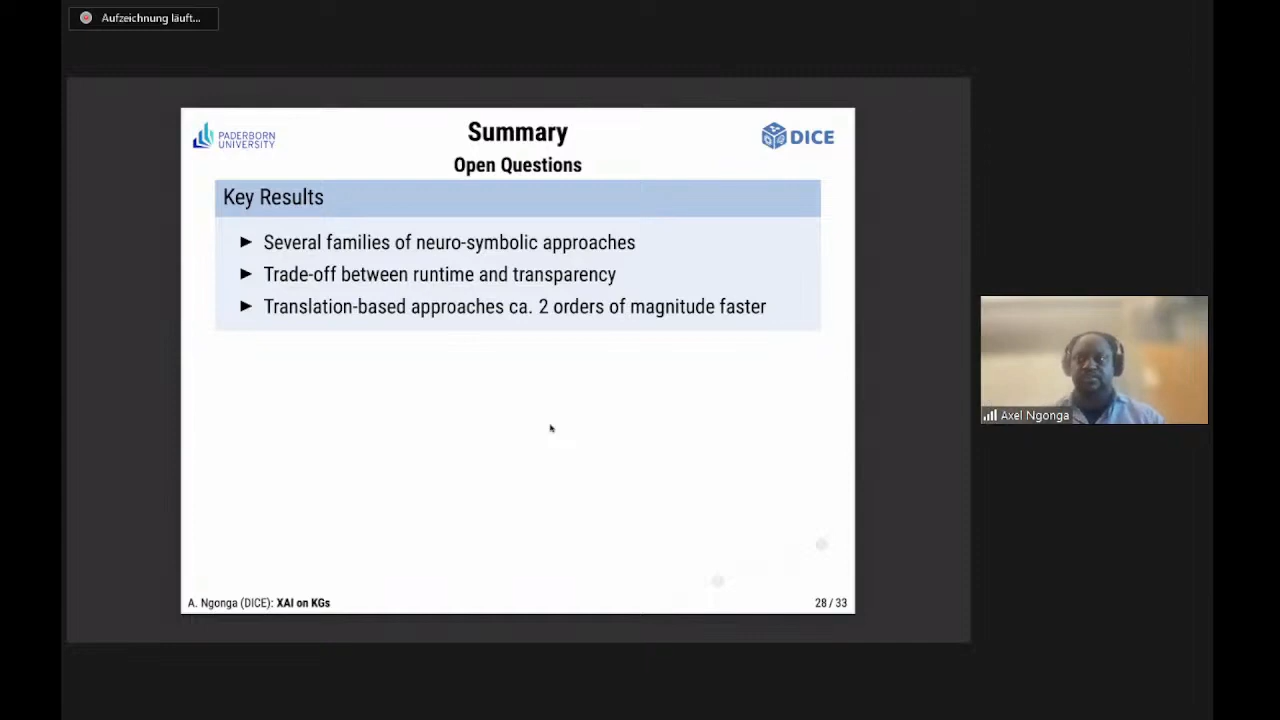 Aufzeichnung läuft...
PADERBORN
UNIVERSITY
Summary
DICE
Open Questions
Key Results
► Several families of neuro-symbolic approaches
► Trade-off between runtime and transparency
► Translation-based approaches ca. 2 orders of magnitude faster
Axel Ngonga
A. Ngonga (DICE): XAI on KGs
28 / 33